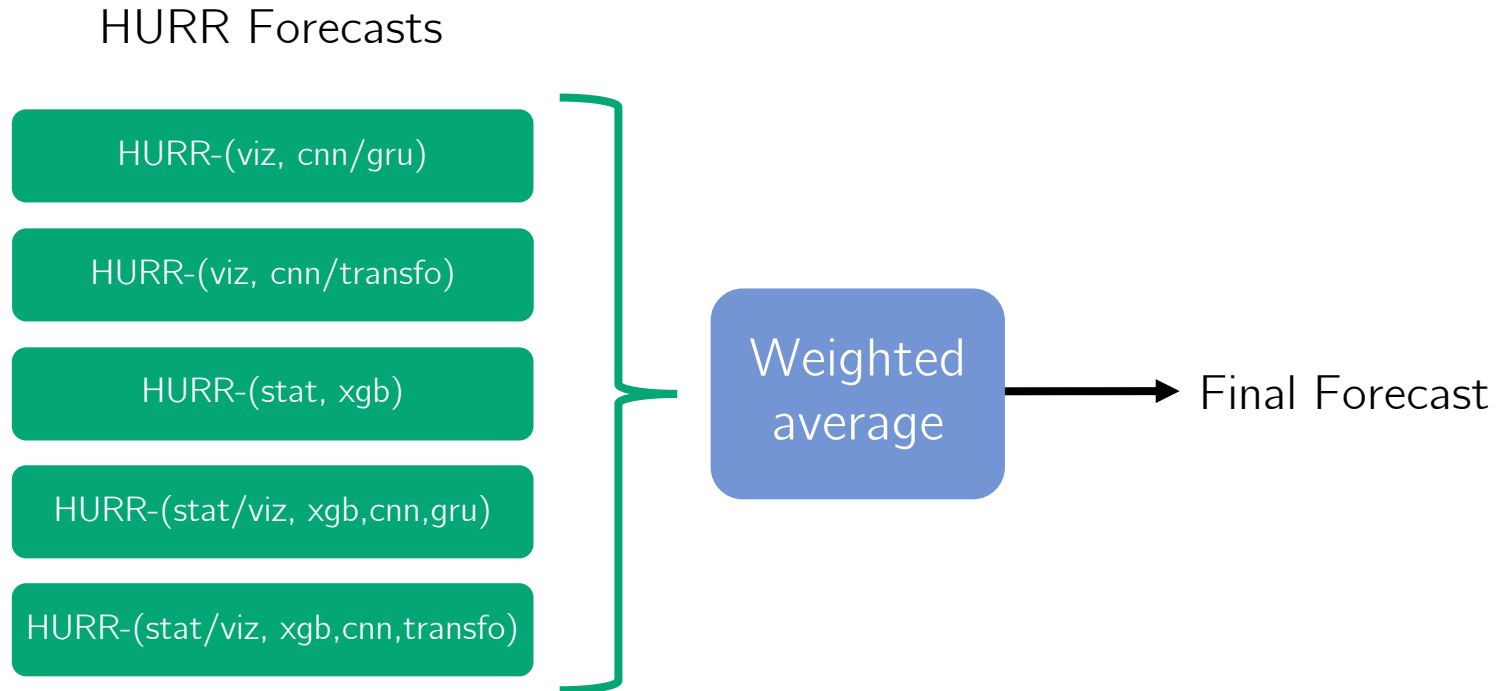 HURR Forecasts
HURR-(viz, cnn/gru)
HURR-(viz, cnn/transfo)
HURR-(stat, xgb)
HURR-(stat/viz, xgb,cnn,gru)
HURR-(stat/viz, xgb,cnn,transfo)
Weighted
average
Final Forecast